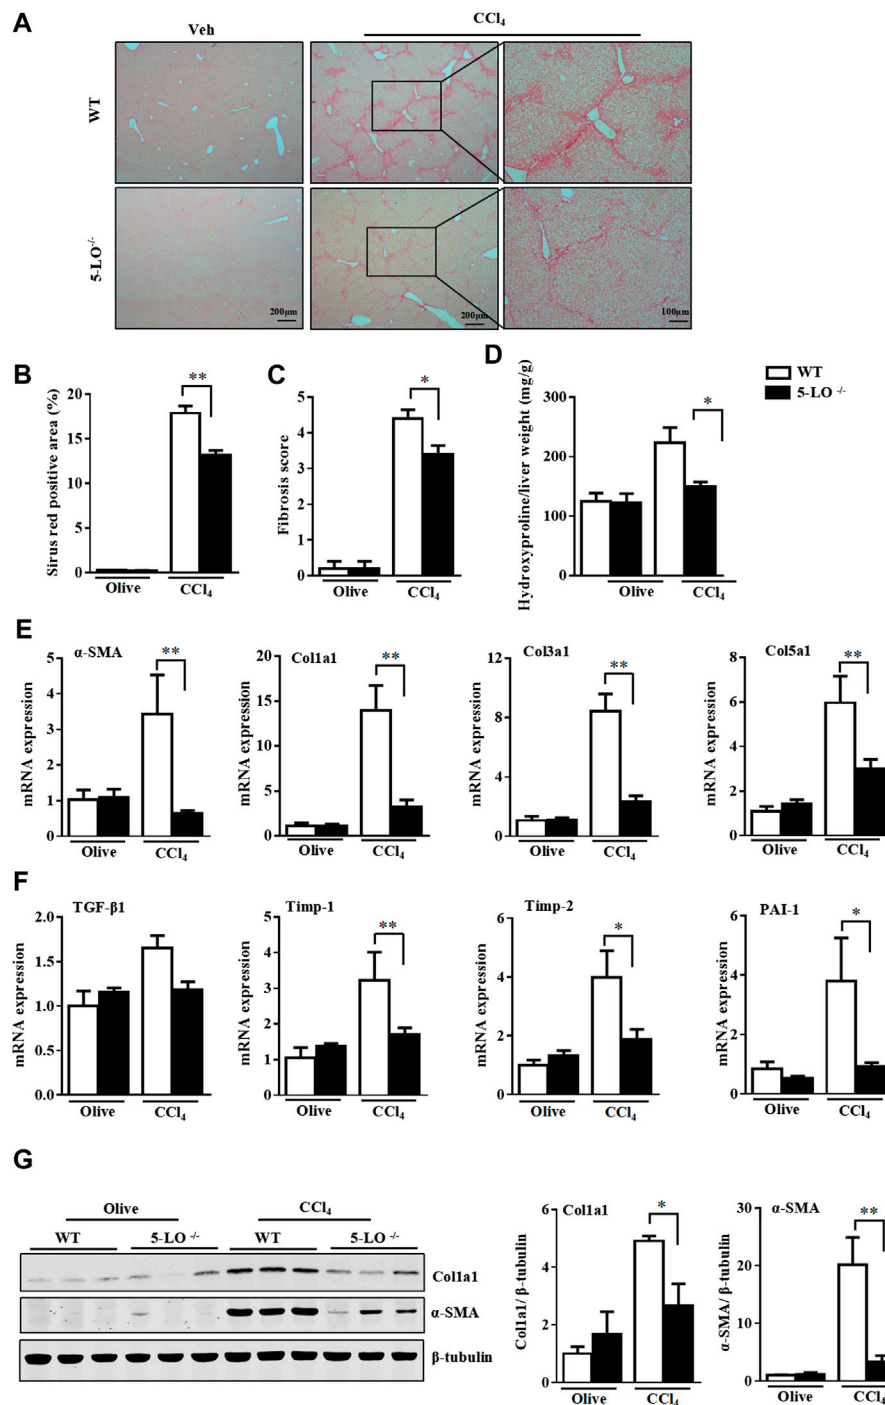 A
Veh
CCl4
WT
5-LO-/-
200μm
200μm
100μm
B
Sirus red positive area (%)
20
15
10
5
0
**
Olive
CCl4
C
Fibrosis score
5
4
3
2
1
0
*
Olive
CCl4
D
Hydroxyproline/liver weight (mg/g)
300
200
100
0
*
Olive
CCl4
WT
5-LO -/-
E
α-SMA
mRNA expression
5
4
3
2
1
0
**
Olive
CCl4
Col1a1
mRNA expression
20
15
10
5
0
**
Olive
CCl4
Col3a1
mRNA expression
12
8
4
0
**
Olive
CCl4
Col5a1
mRNA expression
8
6
4
2
0
**
Olive
CCl4
F
TGF-β1
mRNA expression
2.0
1.5
1.0
0.5
0.0
Olive
CCl4
Timp-1
mRNA expression
5
4
3
2
1
0
**
Olive
CCl4
Timp-2
mRNA expression
6
4
2
0
*
Olive
CCl4
PAI-1
mRNA expression
6
4
2
0
*
Olive
CCl4
G
Olive
CCl4
WT
5-LO -/-
WT
5-LO -/-
Col1a1
α-SMA
β-tubulin
Col1a1
Col1a1/ β-tubulin
6
4
2
0
*
Olive
CCl4
α-SMA
α-SMA/ β-tubulin
30
20
10
0
**
Olive
CCl4